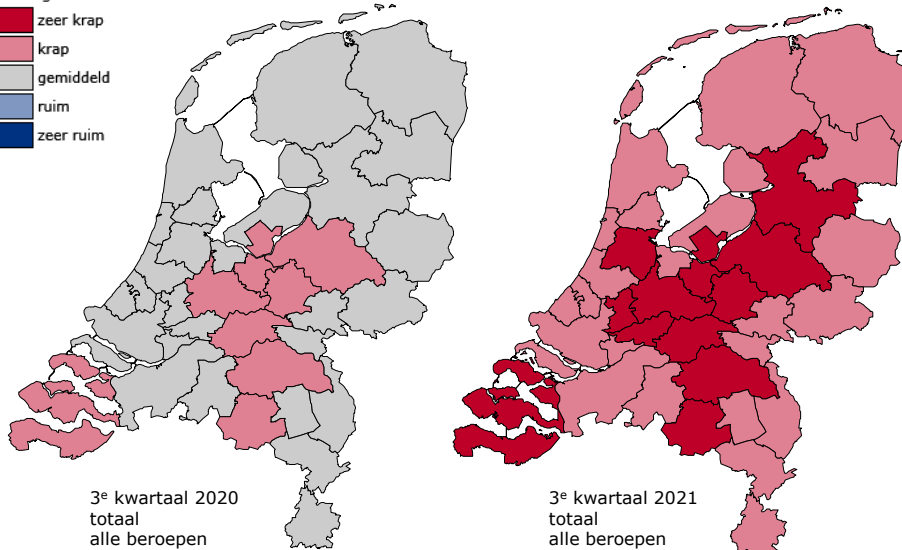 zeer krap
krap
gemiddeld
ruim
zeer ruim
3e kwartaal 2020
totaal
alle beroepen
3e kwartaal 2021
totaal
alle beroepen